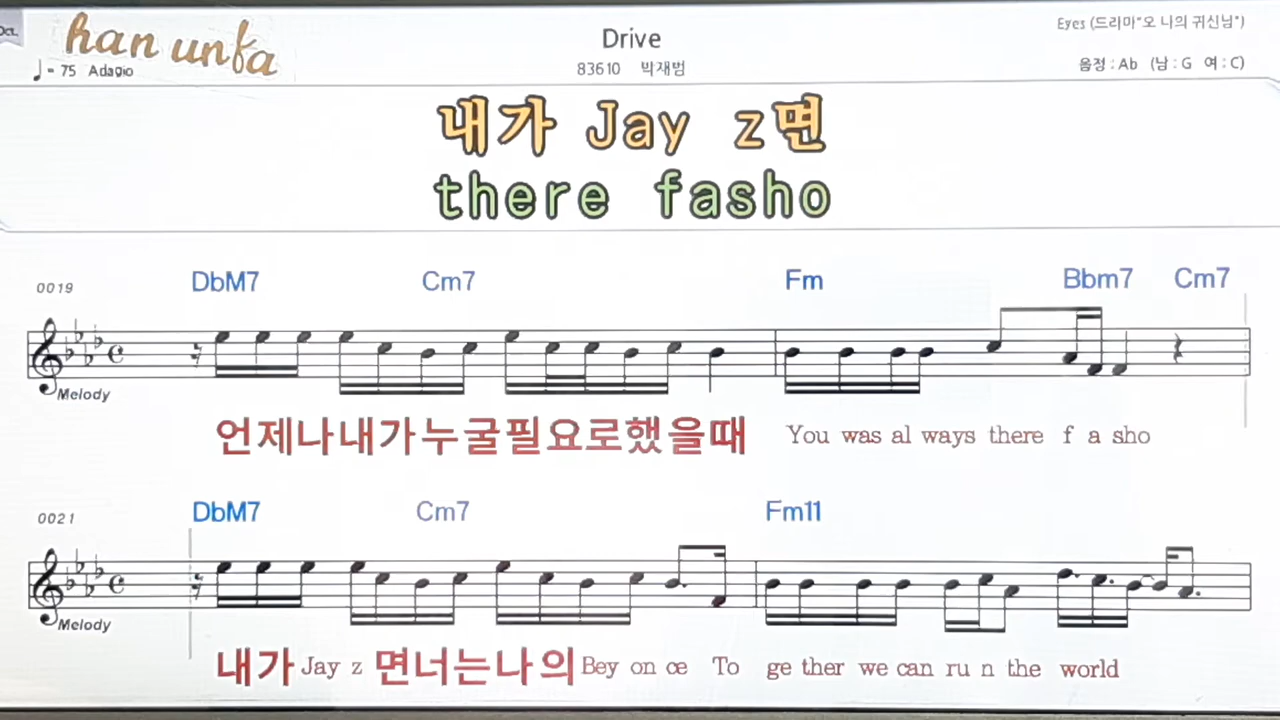 Oct.
han unfa
Drive
Eyes (드라마"오 나의 귀신님")
♩= 75 Adagio
83610 박재범
음정 : Ab (남 : G 여 : C)
내가 Jay z면
there fasho
0019 DbM7 Cm7 Fm Bbm7 Cm7
Melody
언제나내가누굴필요로했을때 You was al ways there f a sho
0021 DbM7 Cm7 Fm11
Melody
내가 Jay z 면너는나의 Bey on ce To ge ther we can ru n the world